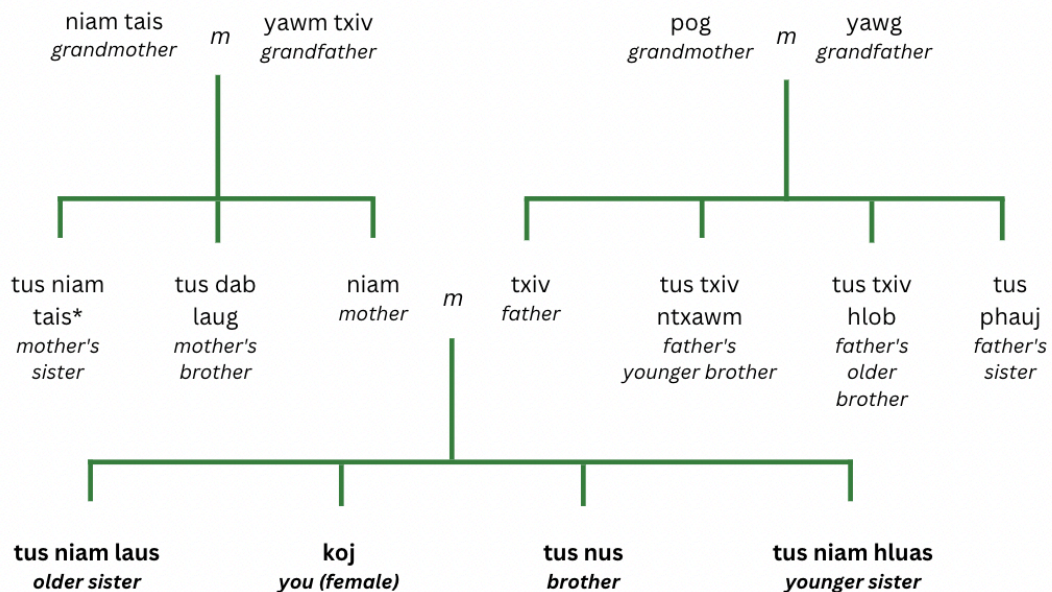 niam tais
grandmother
m
yawm txiv
grandfather
pog
grandmother
m
yawg
grandfather
tus niam
tais*
mother's
sister
tus dab
laug
mother's
brother
niam
mother
m
txiv
father
tus txiv
ntxawm
father's
younger brother
tus txiv
hlob
father's
older
brother
tus
phauj
father's
sister
tus niam laus
older sister
koj
you (female)
tus nus
brother
tus niam hluas
younger sister